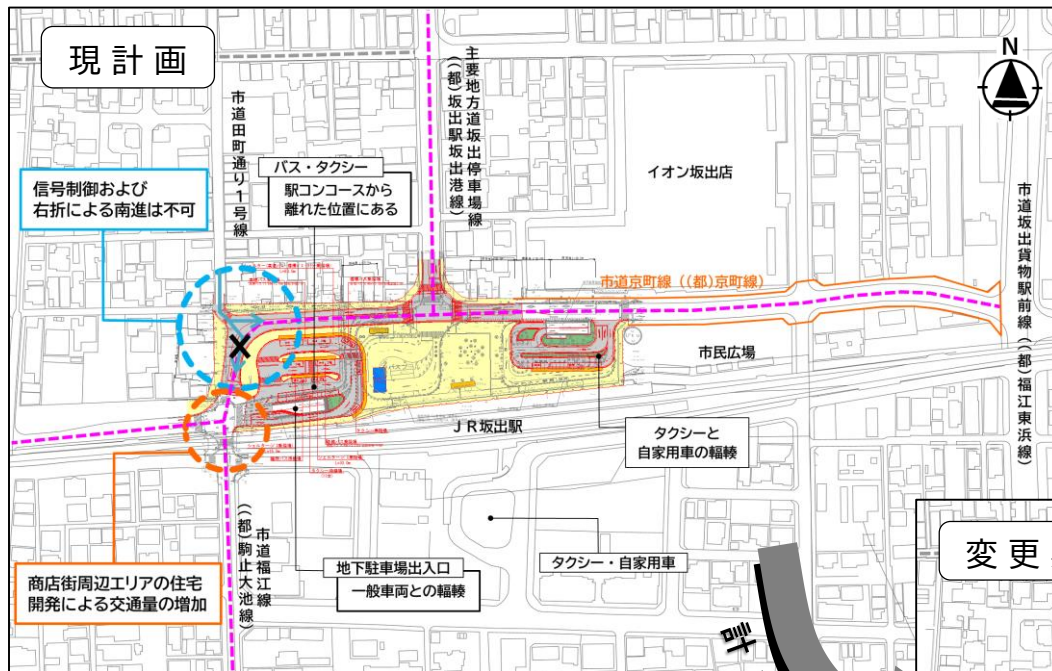 現計画
N
主要地方道坂出停車場線
((都)坂出駅坂出港線)
市道田町通り1号線
バス・タクシー
駅コンコースから
離れた位置にある
イオン坂出店
信号制御および
右折による南進は不可
市道坂出貨物駅前線((都)福江東浜線)
市道京町線 ((都)京町線)
市民広場
JR坂出駅
タクシーと
自家用車の輻輳
商店街周辺エリアの住宅
開発による交通量の増加
市道福江線
((都)駒止大池線)
地下駐車場出入口
一般車両との輻輳
タクシー・自家用車
変更
計